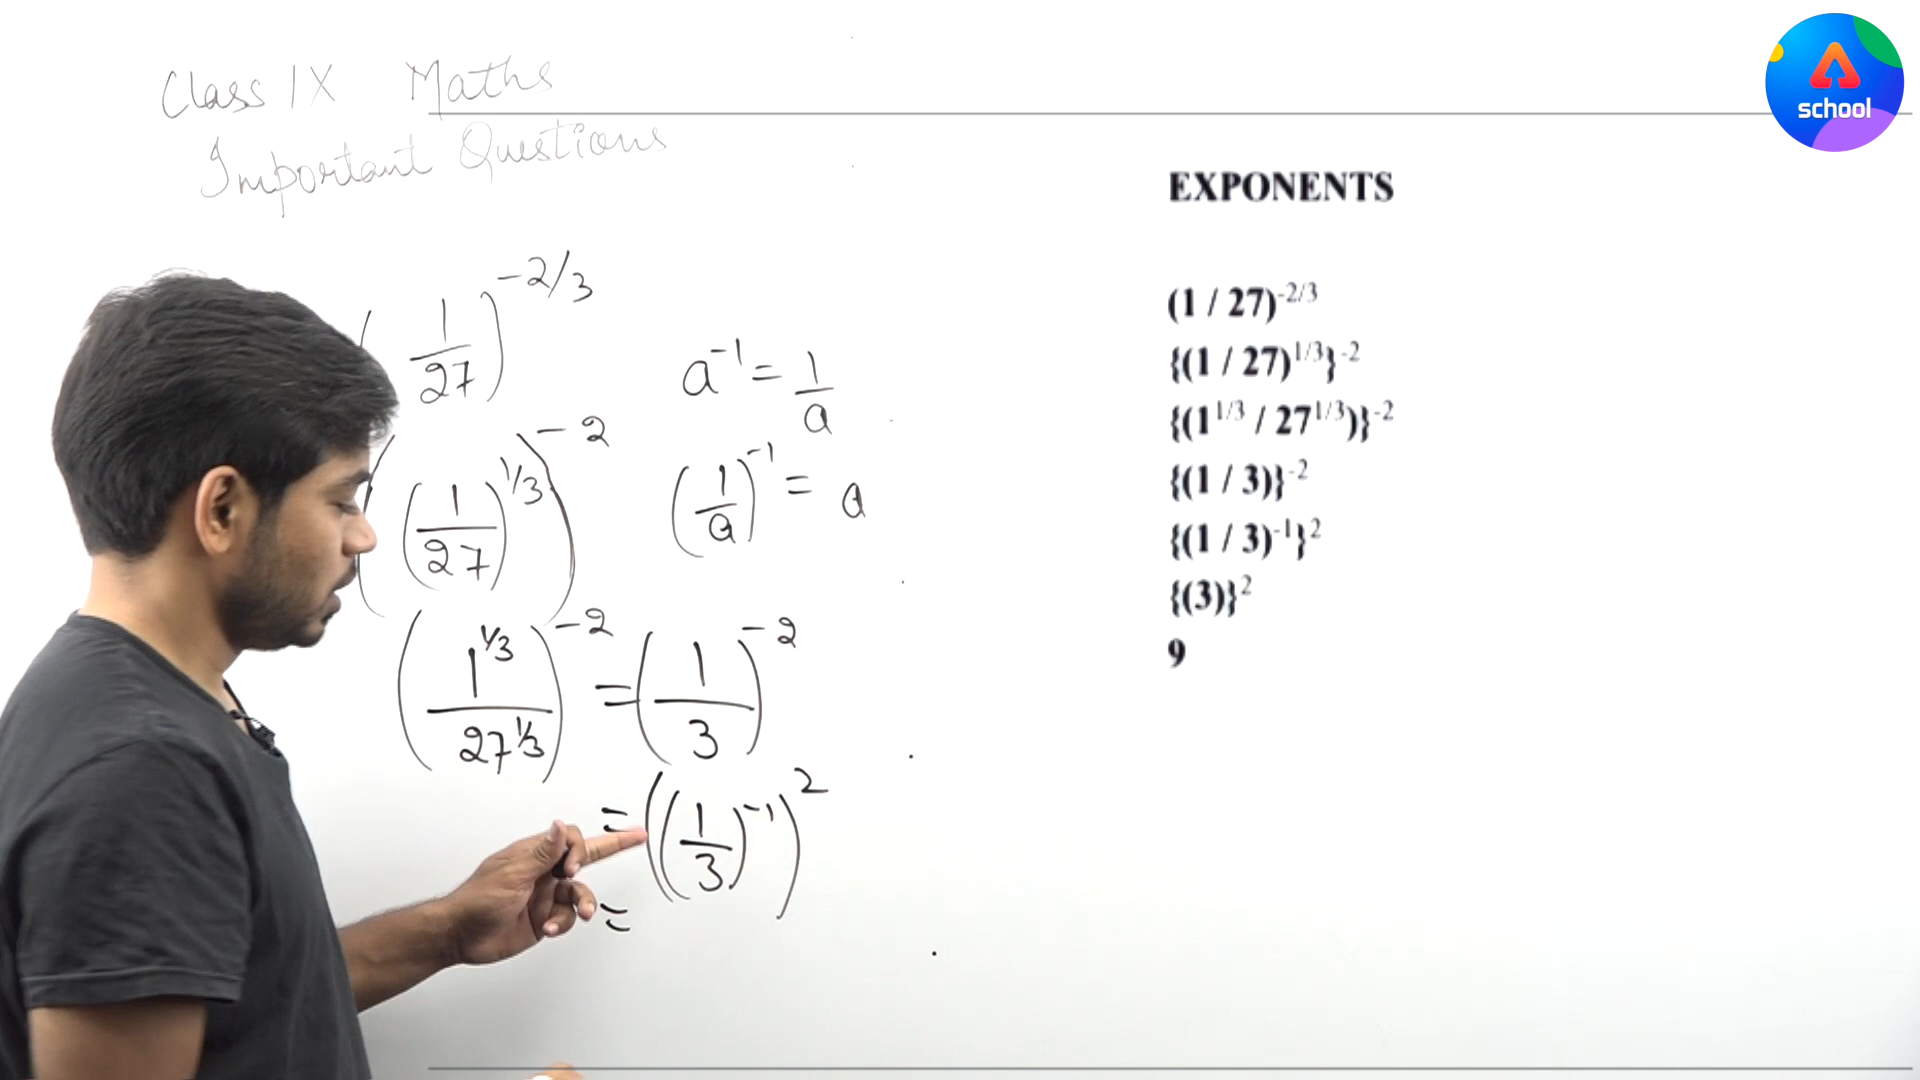 Class IX Maths
Important Questions
(1/27)^-2/3
((1/27)^1/3)^-2
(1^1/3 / 27^1/3)^-2 = (1/3)^-2
= ((1/3)^-1)^2
=
a^-1 = 1/a
(1/a)^-1 = a
A
school
EXPONENTS
(1 / 27)^-2/3
{(1 / 27)^1/3}^-2
{(1^1/3 / 27^1/3)}^-2
{(1 / 3)}^-2
{(1 / 3)^-1}^2
{(3)}^2
9